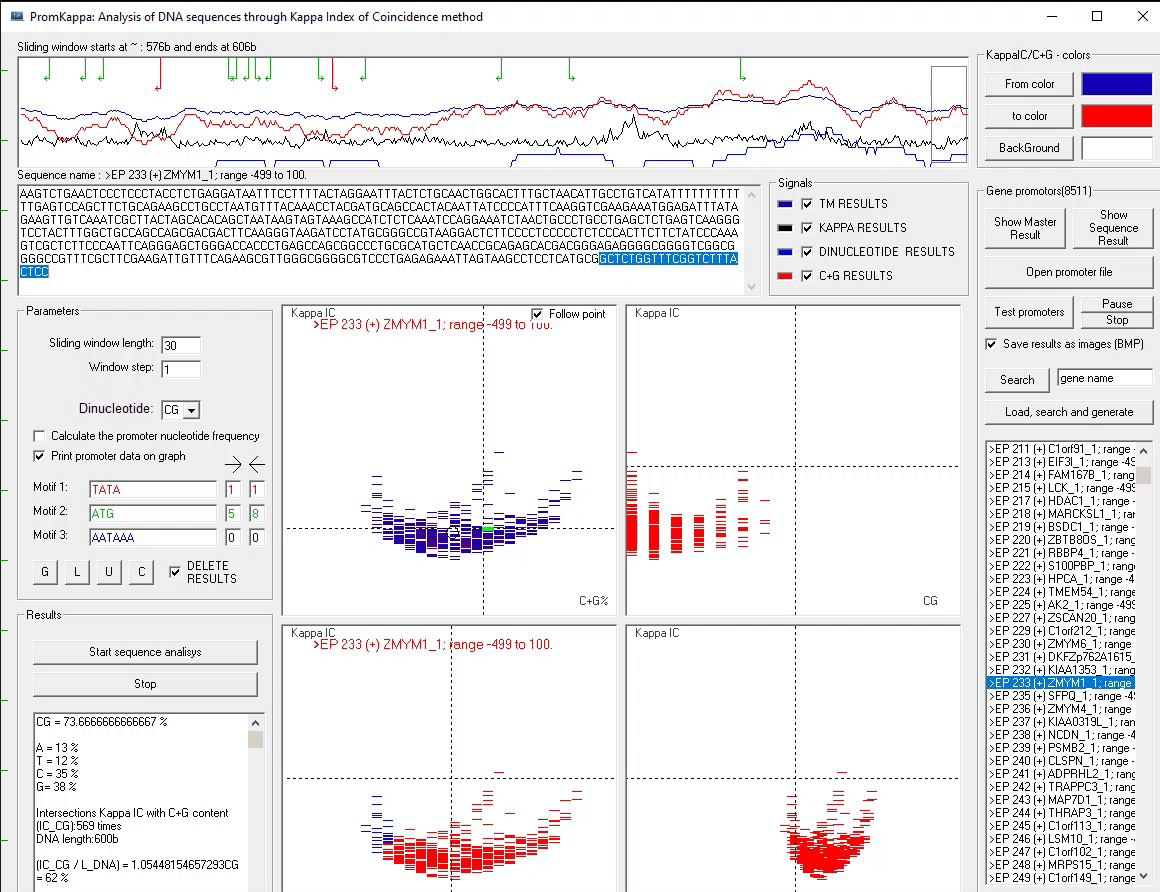 PromKappa: Analysis of DNA sequences through Kappa Index of Coincidence method
Sliding window starts at ~ : 576b and ends at 606b
Sequence name : >EP 233 (+) ZMYM1_1; range -499 to 100.
AAGTCTGAACTCCCTCCCTACCTCTGAGGATAATTTCCTTTTACTAGGAATTTACTCTGCAACTGGCACTTTGCTAACATTGCCTGTCATATTTTTTTTTT
TTGAGTCCAGCTTCTGCAGAAGCCTGCCTAATGTTTACAAACCTACGATGCAGCCACTACAATTATCCCCATTTCAAGGTCGAAGAAATGGAGATTTATA
GAAGTTGTCAAATCGCTTACTAGCACACAGCTAATAAGTAGTAAAGCCATCTCTCAAATCCAGGAAATCTAACTGCCCTGCCTGAGCTCTGAGTCAAGGG
TCCTACTTTGGCTGCCAGCCAGCGACGACTTCAAGGGTAAGATCCTATGCGGGCCGTAAGGACTCTTCCCCTCCCCCTCTCCCACTTCTTCTATCCCAAA
GTCGCTCTTCCCAATTCAGGGAGCTGGGACCACCCTGAGCCAGCGGCCCTGCGCATGCTCAACCGCAGAGCACGACGGGAGAGGGGCGGGGTCGGCG
GGGCCGTTTCGCTTCGAAGATTGTTTCAGAAGCGTTGGGCGGGGCGTCCCTGAGAGAAATTAGTAAGCCTCCTCATGCGGCTCTGGTTTCGGTCTTTA
CTCC
Signals
TM RESULTS
KAPPA RESULTS
DINUCLEOTIDE RESULTS
C+G RESULTS
KappaIC/C+G - colors
From color
to color
BackGround
Gene promotors(8511)
Show Master
Result
Show
Sequence
Result
Open promoter file
Test promoters
Pause
Stop
Save results as images (BMP)
Search
gene name
Load, search and generate
>EP 211 (+) C1orf91_1; range
>EP 213 (+) EIF3I_1; range -49
>EP 214 (+) FAM167B_1; range
>EP 215 (+) LCK_1; range -499
>EP 217 (+) HDAC1_1; range -
>EP 218 (+) MARCKSL1_1; ran
>EP 219 (+) BSDC1_1; range -
>EP 220 (+) ZBTB8OS_1; rang
>EP 221 (+) RBBP4_1; range -
>EP 222 (+) S100PBP_1; range
>EP 223 (+) HPCA_1; range -4
>EP 224 (+) TMEM54_1; range
>EP 225 (+) AK2_1; range -499
>EP 227 (+) ZSCAN20_1; range
>EP 229 (+) C1orf212_1; range
>EP 230 (+) ZMYM6_1; range -
>EP 231 (+) DKFZp762A1615_
>EP 232 (+) KIAA1353_1; rang
>EP 233 (+) ZMYM1_1; range
>EP 235 (+) SFPQ_1; range -4
>EP 236 (+) ZMYM4_1; range
>EP 237 (+) KIAA0319L_1; ran
>EP 238 (+) NCDN_1; range -4
>EP 239 (+) PSMB2_1; range -
>EP 240 (+) CLSPN_1; range -
>EP 241 (+) ADPRHL2_1; rang
>EP 242 (+) TRAPPC3_1; rang
>EP 243 (+) MAP7D1_1; range
>EP 244 (+) THRAP3_1; range
>EP 245 (+) C1orf113_1; range
>EP 246 (+) LSM10_1; range -4
>EP 247 (+) C1orf102_1; range
>EP 248 (+) MRPS15_1; range
>EP 249 (+) C1orf149_1; range
Parameters
Sliding window length: 30
Window step: 1
Dinucleotide: CG
Calculate the promoter nucleotide frequency
Print promoter data on graph
Motif 1: TATA 1 1
Motif 2: ATG 5 8
Motif 3: AATAAA 0 0
G L U C
DELETE
RESULTS
Results
Start sequence analisys
Stop
CG = 73.6666666666667 %
A = 13 %
T = 12 %
C = 35 %
G= 38 %
Intersections Kappa IC with C+G content
(IC_CG):569 times
DNA length:600b
(IC_CG / L_DNA) = 1.05448154657293CG
= 62 %
Kappa IC
Follow point
>EP 233 (+) ZMYM1_1; range -499 to 100.
C+G%
Kappa IC
CG
Kappa IC
>EP 233 (+) ZMYM1_1; range -499 to 100.
Kappa IC